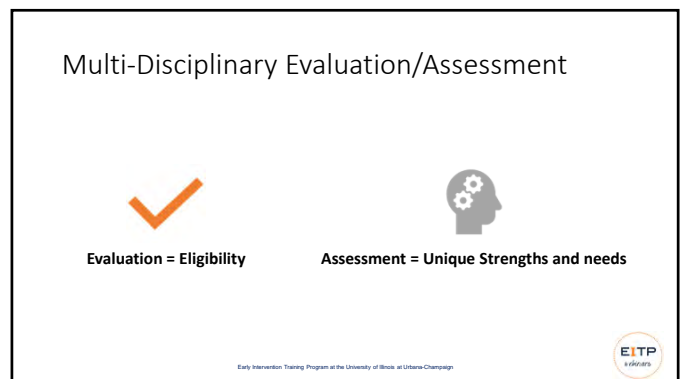 Multi-Disciplinary Evaluation/Assessment
Evaluation = Eligibility
Assessment = Unique Strengths and needs
Early Intervention Training Program at the University of Illinois at Urbana-Champaign
EITP